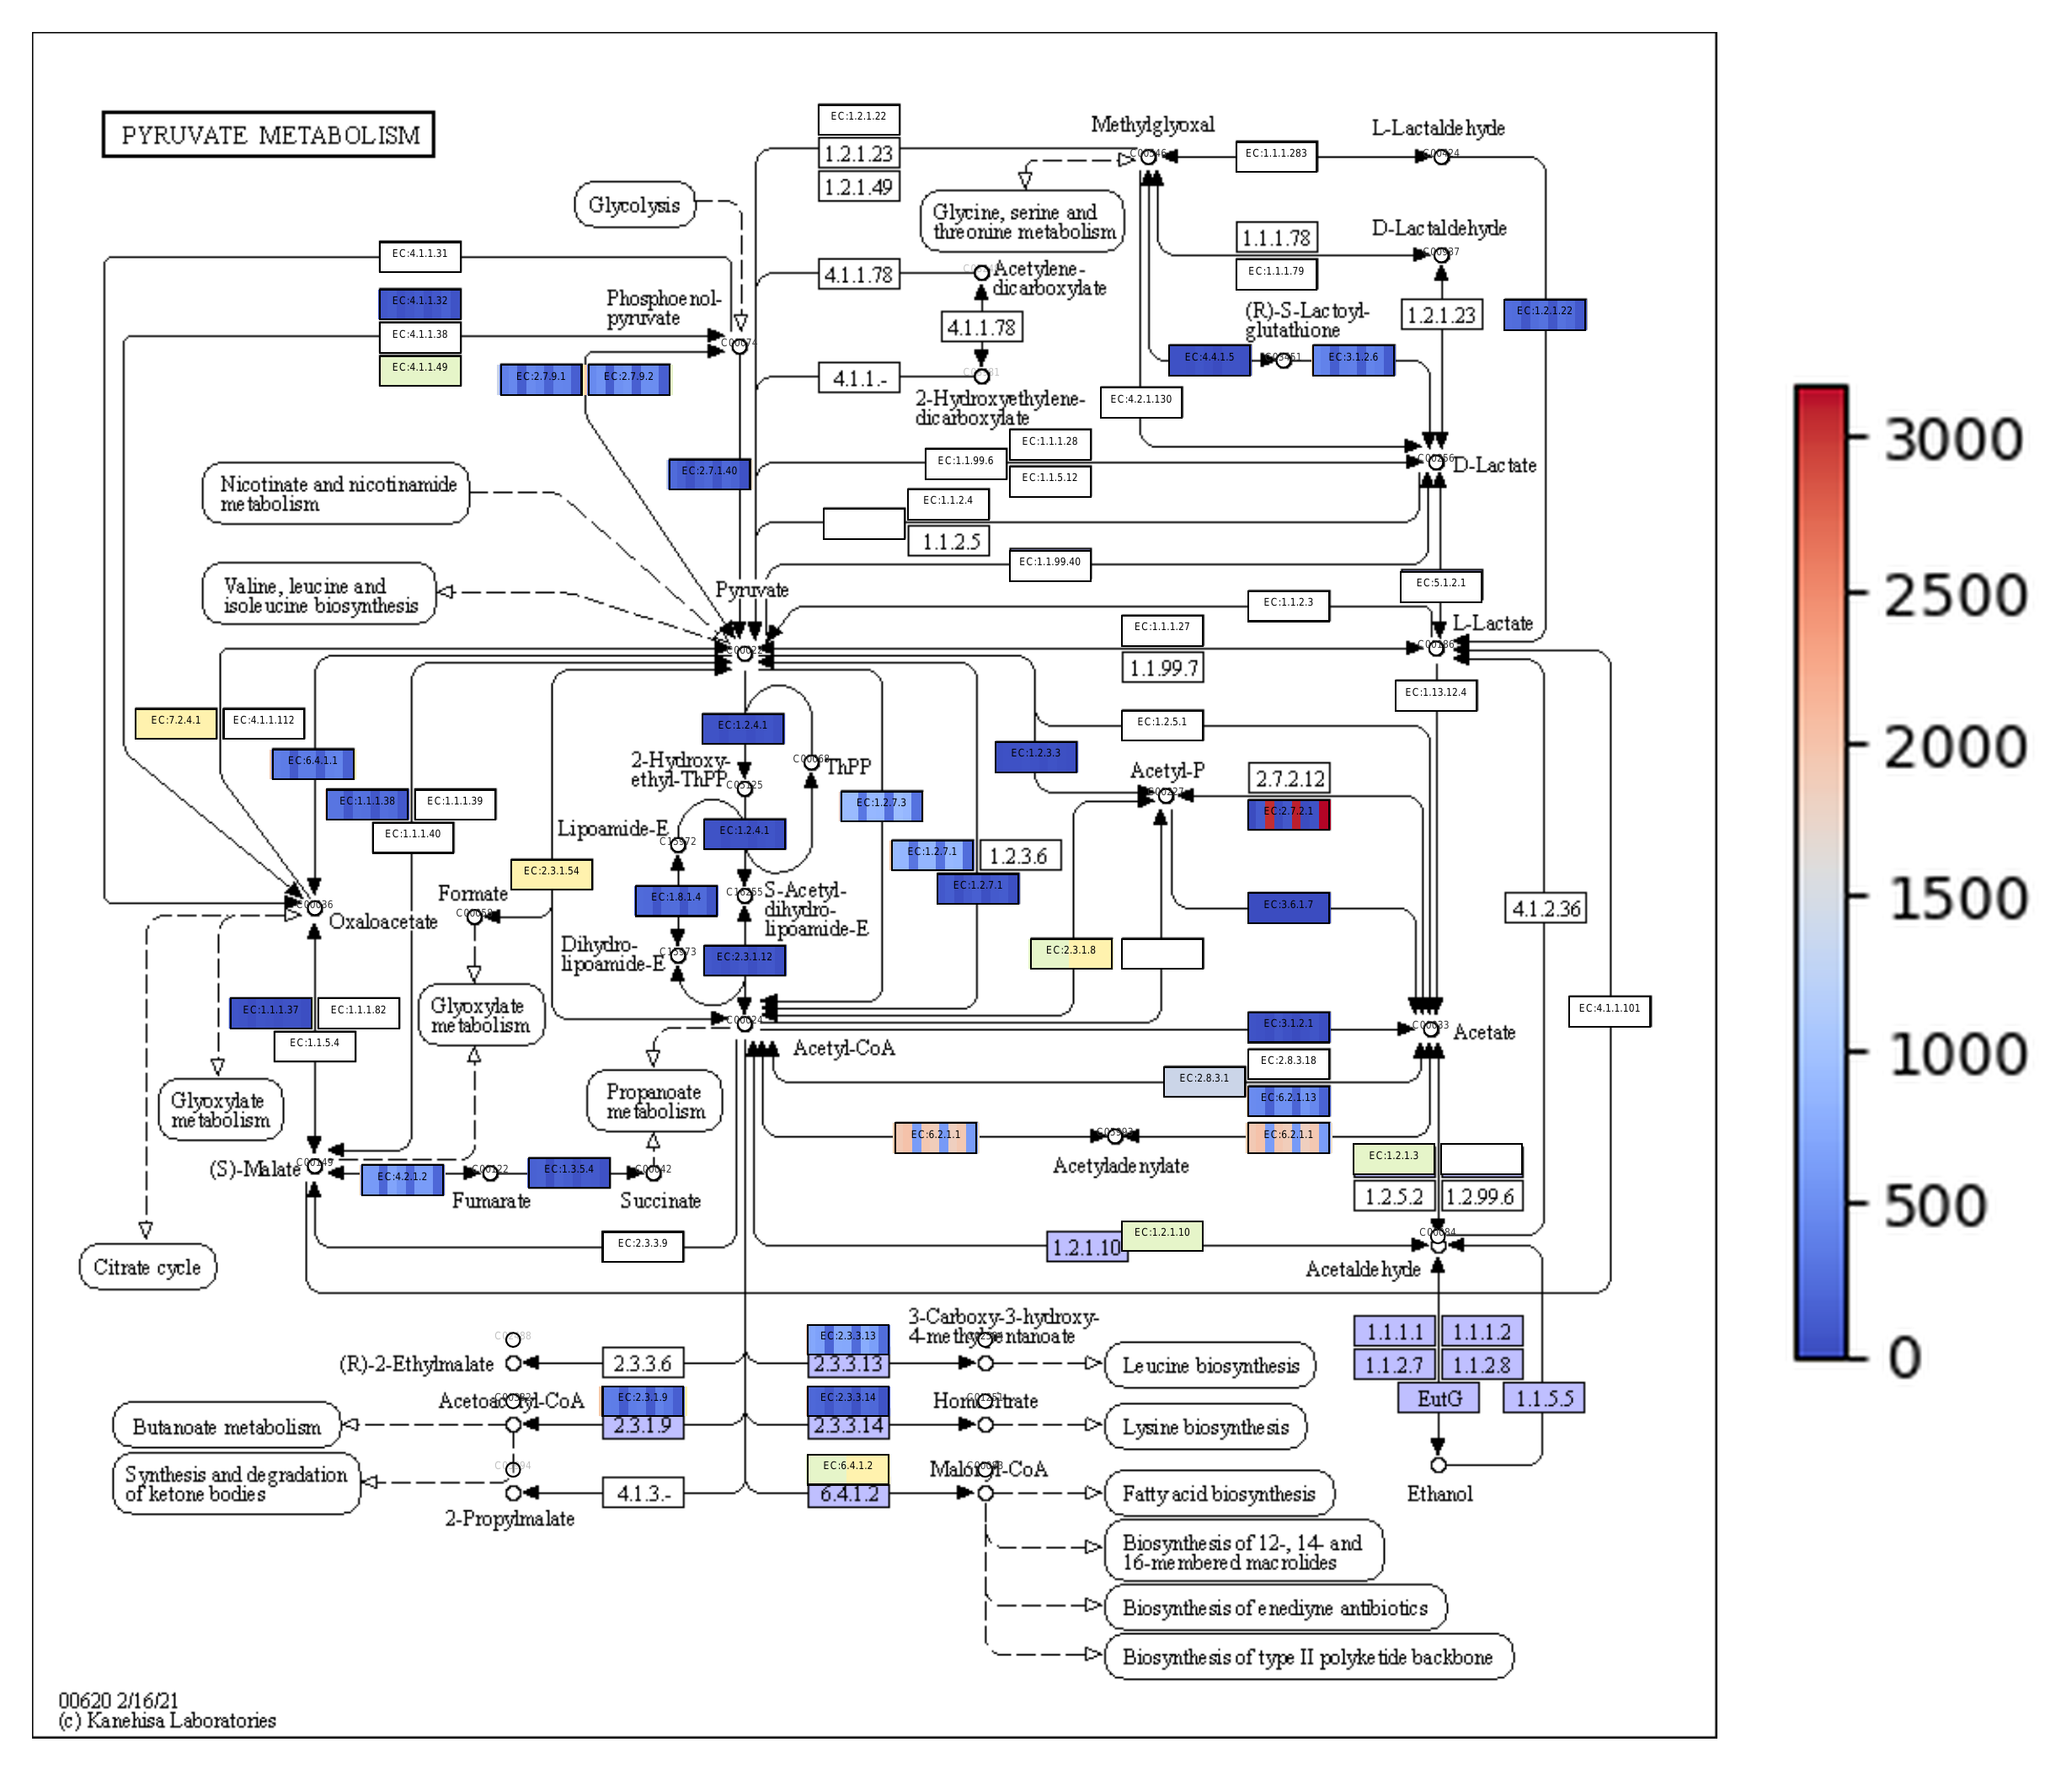 PYRUVATE METABOLISM
EC:1.2.1.22
1.2.1.23
1.2.1.49
Methylglyoxal
C00546
EC:1.1.1.283
L-Lactaldehyde
C00424
Glycolysis
Glycine, serine and
threonine metabolism
1.1.1.78
EC:1.1.1.79
D-Lactaldehyde
C00937
EC:4.1.1.31
EC:4.1.1.32
EC:4.1.1.38
EC:4.1.1.49
Phosphoenol-
pyruvate
C00074
4.1.1.78
Acetylene-
dicarboxylate
4.1.1.78
4.1.1.-
2-Hydroxyethylene-
dicarboxylate
(R)-S-Lactoyl-
glutathione
1.2.1.23
EC:1.2.1.22
EC:4.4.1.5
C03451
EC:3.1.2.6
EC:2.7.9.1
EC:2.7.9.2
EC:4.2.1.130
EC:2.7.1.40
EC:1.1.99.6
EC:1.1.1.28
EC:1.1.5.12
C00256
D-Lactate
Nicotinate and nicotinamide
metabolism
EC:1.1.2.4
1.1.2.5
EC:1.1.99.40
EC:5.1.2.1
Valine, leucine and
isoleucine biosynthesis
Pyruvate
EC:1.1.2.3
L-Lactate
C00022
EC:1.1.1.27
1.1.99.7
C00186
EC:1.13.12.4
EC:7.2.4.1
EC:4.1.1.112
EC:6.4.1.1
EC:1.2.4.1
EC:1.2.5.1
2-Hydroxy-
ethyl-ThPP
C05125
C00068
ThPP
EC:1.2.3.3
Acetyl-P
C00227
2.7.2.12
EC:2.7.2.1
EC:1.1.1.38
EC:1.1.1.39
EC:1.1.1.40
Lipoamide-E
C15972
EC:1.2.4.1
EC:1.2.7.3
EC:1.2.7.1
1.2.3.6
EC:1.2.7.1
EC:2.3.1.54
Formate
C00058
EC:1.8.1.4
C16255
S-Acetyl-
dihydro-
lipoamide-E
EC:3.6.1.7
4.1.2.36
C00036
Oxaloacetate
Dihydro-
lipoamide-E
C15973
EC:2.3.1.12
EC:2.3.1.8
EC:1.1.1.37
EC:1.1.1.82
EC:1.1.5.4
Glyoxylate
metabolism
C00024
Acetyl-CoA
EC:3.1.2.1
C00033
Acetate
EC:4.1.1.101
Glyoxylate
metabolism
Propanoate
metabolism
EC:2.8.3.1
EC:2.8.3.18
EC:6.2.1.13
EC:6.2.1.1
C05993
EC:6.2.1.1
Acetyladenylate
(S)-Malate
C00149
EC:4.2.1.2
C00122
Fumarate
EC:1.3.5.4
C00042
Succinate
EC:1.2.1.3
1.2.5.2
1.2.99.6
Citrate cycle
EC:2.3.3.9
1.2.1.10
EC:1.2.1.10
C00084
Acetaldehyde
(R)-2-Ethylmalate
2.3.3.6
EC:2.3.3.13
2.3.3.13
3-Carboxy-3-hydroxy-
Leucine biosynthesis
1.1.1.1
1.1.1.2
1.1.2.7
1.1.2.8
EutG
1.1.5.5
Butanoate metabolism
EC:2.3.1.9
2.3.1.9
EC:2.3.3.14
2.3.3.14
Lysine biosynthesis
Synthesis and degradation
of ketone bodies
2-Propylmalate
4.1.3.-
EC:6.4.1.2
6.4.1.2
Fatty acid biosynthesis
Ethanol
Biosynthesis of 12-, 14- and
16-membered macrolides
Biosynthesis of enediyne antibiotics
Biosynthesis of type II polyketide backbone
00620 2/16/21
(c) Kanehisa Laboratories
3000
2500
2000
1500
1000
500
0